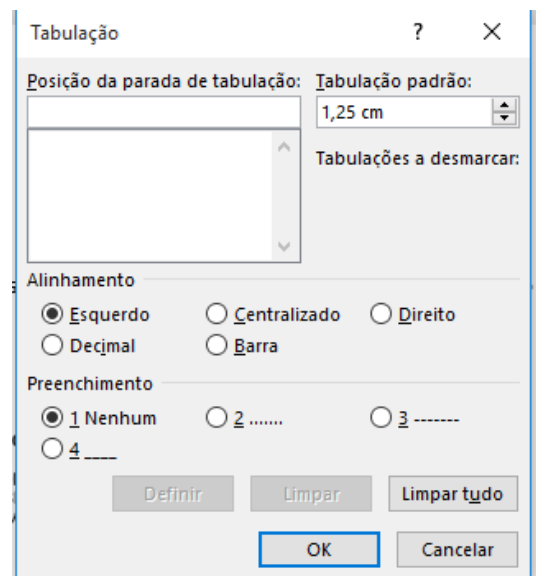 Tabulação ? ✕
Posição da parada de tabulação: Tabulação padrão:
1,25 cm
Tabulações a desmarcar:
Alinhamento
Esquerdo Centralizado Direito
Decimal Barra
Preenchimento
1 Nenhum 2 ....... 3 -------
4 ____
Definir Limpar Limpar tudo
OK Cancelar